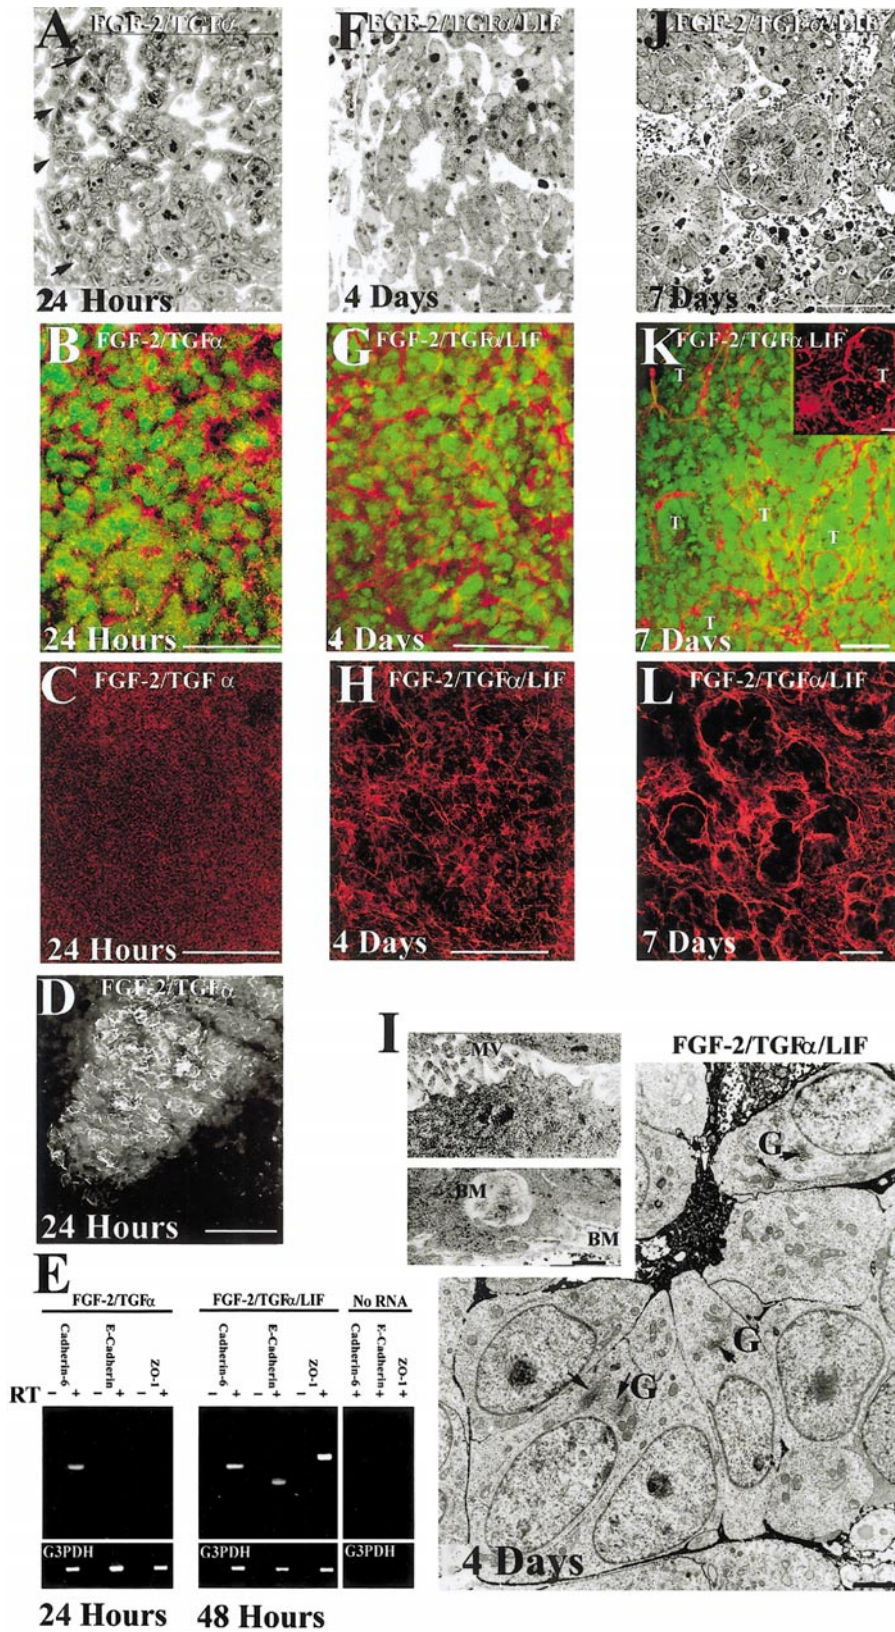 A FGF-2/TGFα
24 Hours
F FGF-2/TGFα/LIF
4 Days
J FGF-2/TGFα/LIF
7 Days
B FGF-2/TGFα
24 Hours
G FGF-2/TGFα/LIF
4 Days
K FGF-2/TGFα LIF
T
T
T
T
T
7 Days
C FGF-2/TGF α
24 Hours
H FGF-2/TGFα/LIF
4 Days
L FGF-2/TGFα/LIF
7 Days
D FGF-2/TGFα
24 Hours
E
FGF-2/TGFα
FGF-2/TGFα/LIF
No RNA
Cadherin-6
E-Cadherin
ZO-1
Cadherin-6
E-Cadherin
ZO-1
Cadherin-6
E-Cadherin
ZO-1
RT - + - + - + - + - + - + + + +
G3PDH
G3PDH
G3PDH
24 Hours
48 Hours
I
FGF-2/TGFα/LIF
MV
BM
BM
G
G
G
4 Days